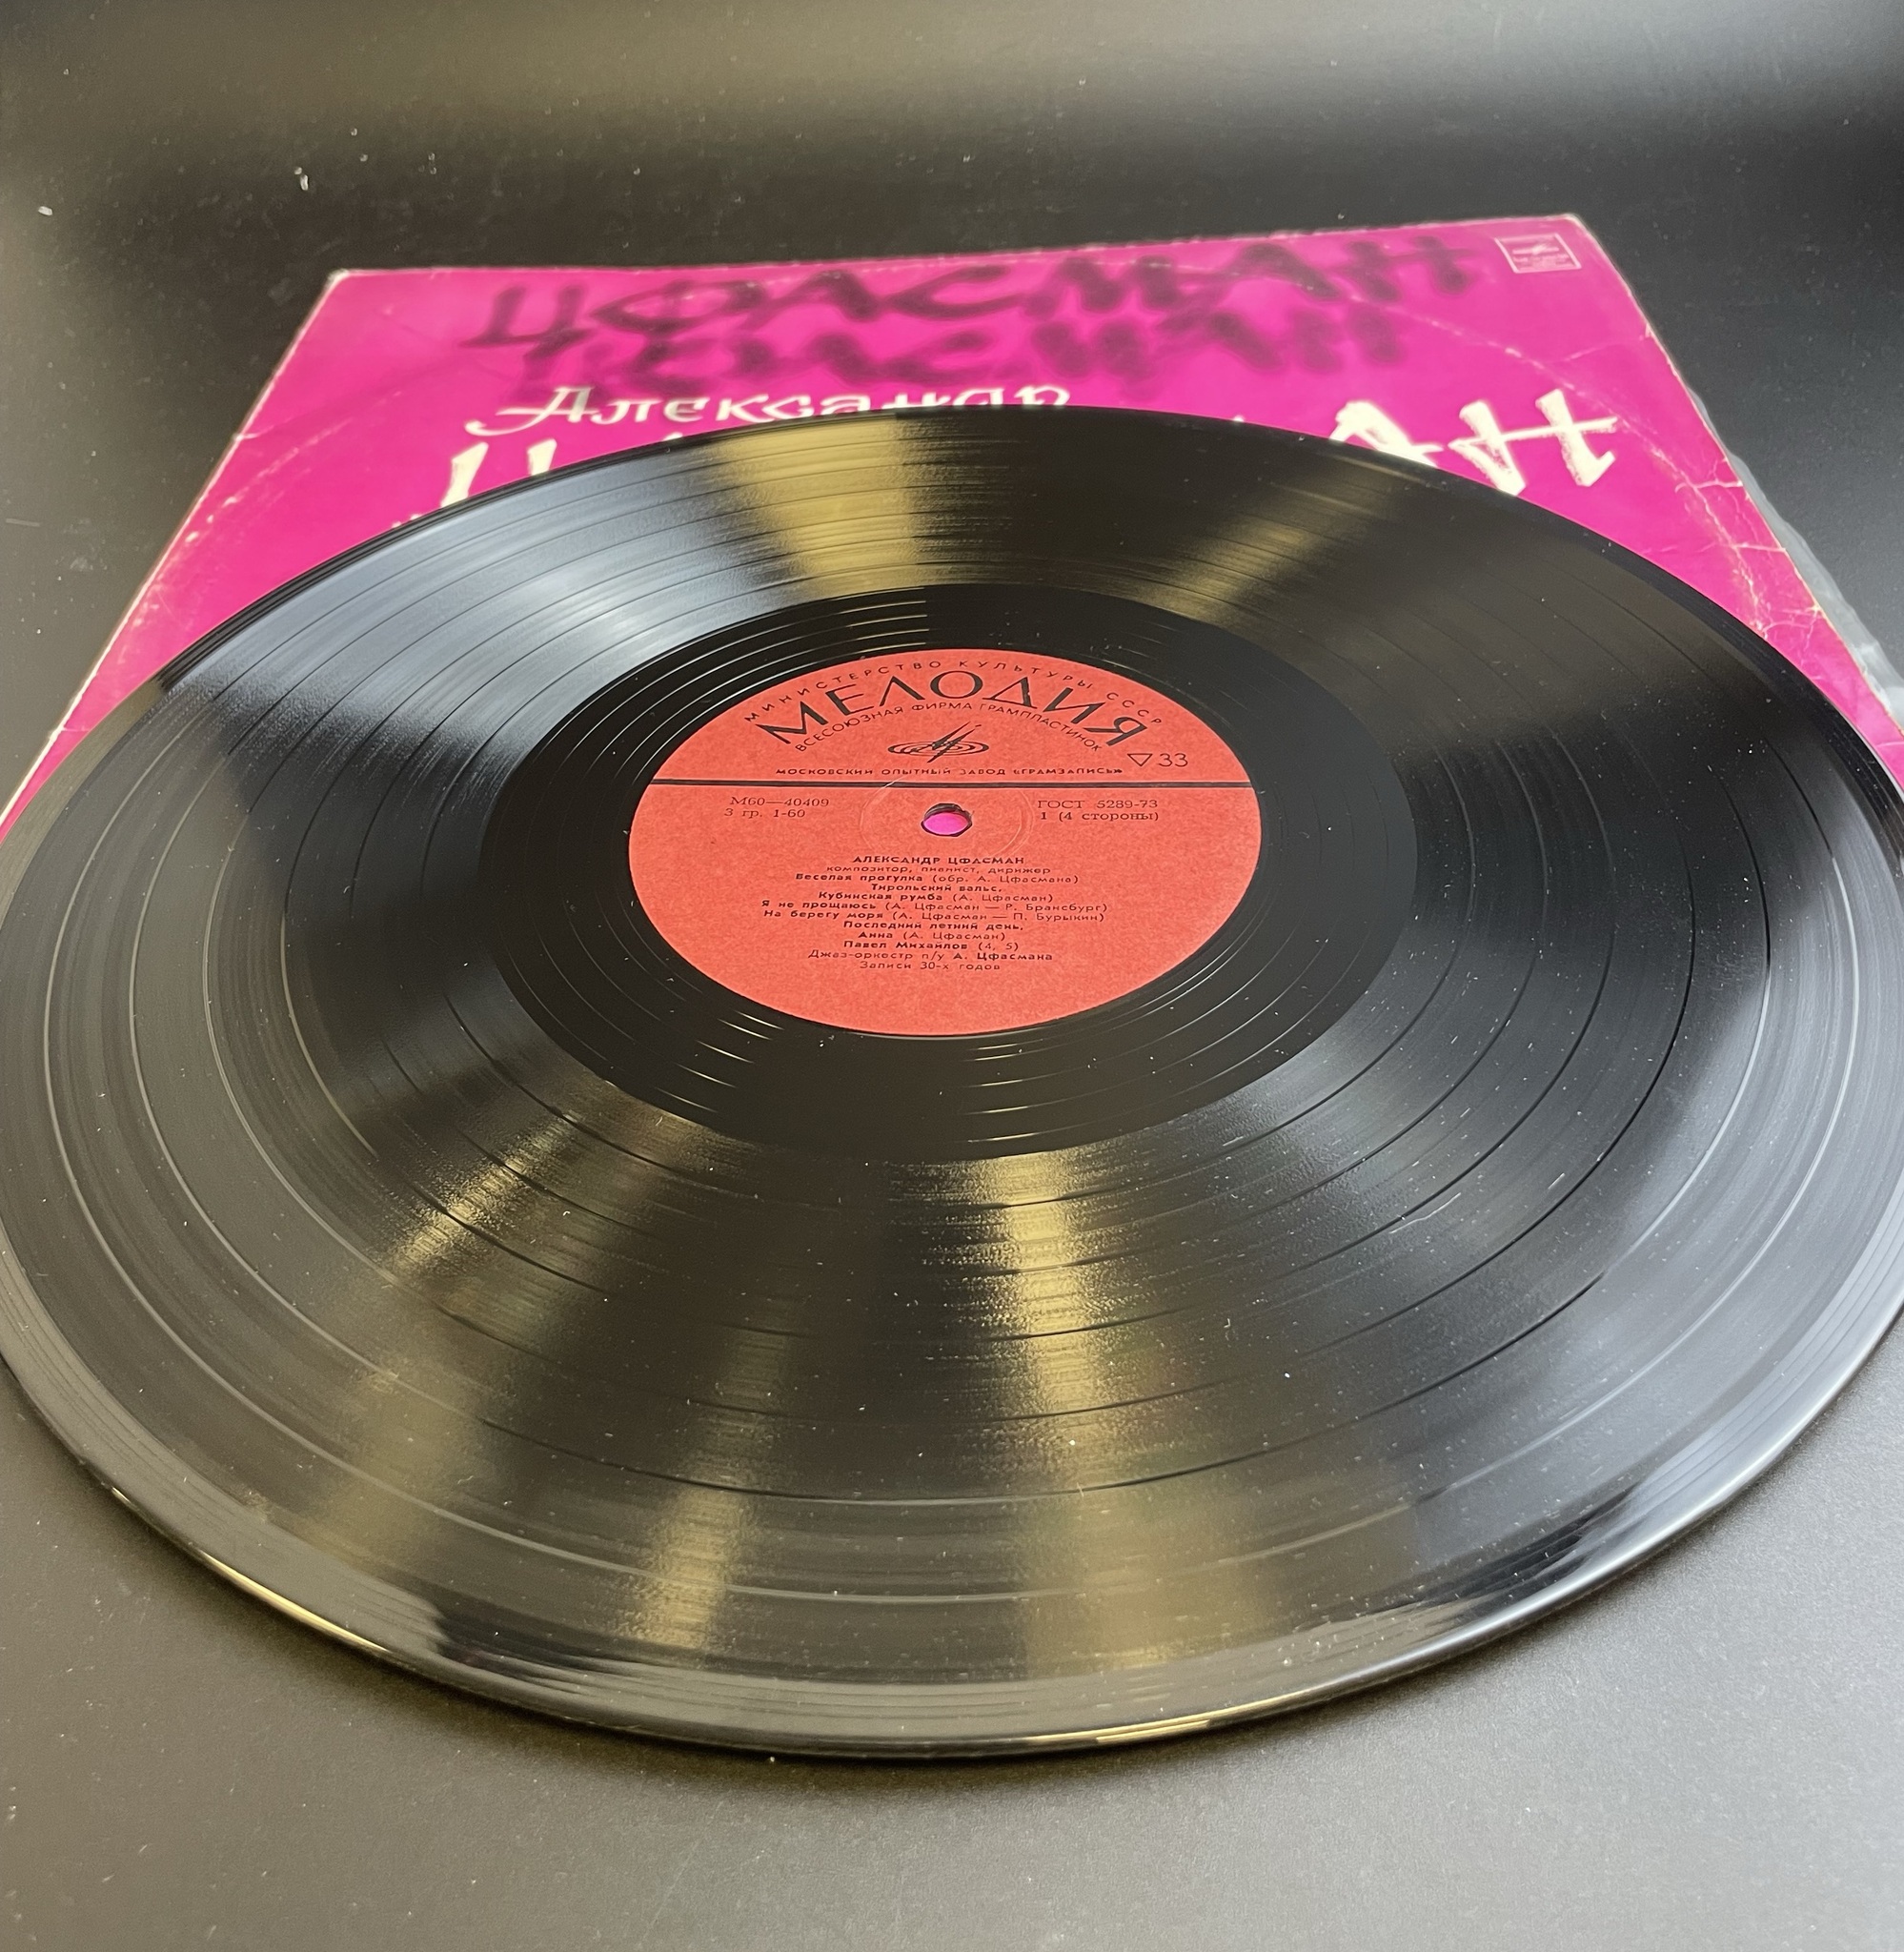 ЦФАСМАН
ЦФАСМАН
Александр
МИНИСТЕРСТВО КУЛЬТУРЫ СССР
МЕЛОДИЯ
ВСЕСОЮЗНАЯ ФИРМА ГРАМПЛАСТИНОК
33
МОСКОВСКИЙ ОПЫТНЫЙ ЗАВОД «ГРАМЗАПИСЬ»
М60—40409
3 гр. 1-60
ГОСТ 5289-73
1 (4 стороны)
АЛЕКСАНДР ЦФАСМАН
композитор, пианист, дирижер
Веселая прогулка (обр. А. Цфасмана)
Тирольский вальс,
Кубинская румба (А. Цфасман)
Я не прощаюсь (А. Цфасман — Р. Брансбург)
На берегу моря (А. Цфасман — П. Бурыкин)
Последний летний день,
Анна (А. Цфасман)
Павел Михайлов (4, 5)
Джаз-оркестр п/у А. Цфасмана
Записи 30-х годов